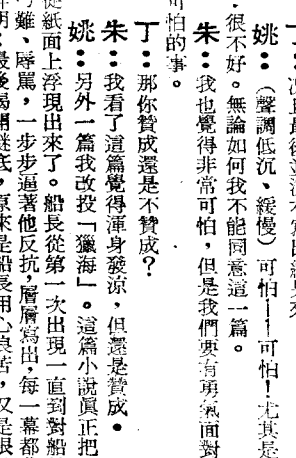 姚：（聲調低沉、緩慢）可怕——可怕！尤其是
很不好。無論如何我不能同意這一篇。
朱：我也覺得非常可怕，但是我們要有勇氣面對
可怕的事。
丁：那你贊成還是不贊成？
朱：我看了這篇覺得渾身發涼，但還是贊成。
姚：另外一篇我改投「獵海」。這篇小說眞正把
從紙面上浮現出來了。船長從第一次出現一直到對船
難、辱罵，一步步逼著他反抗，層層寫出，每一幕都
明：最後揭開謎底，原來是船長用心良苦，又是